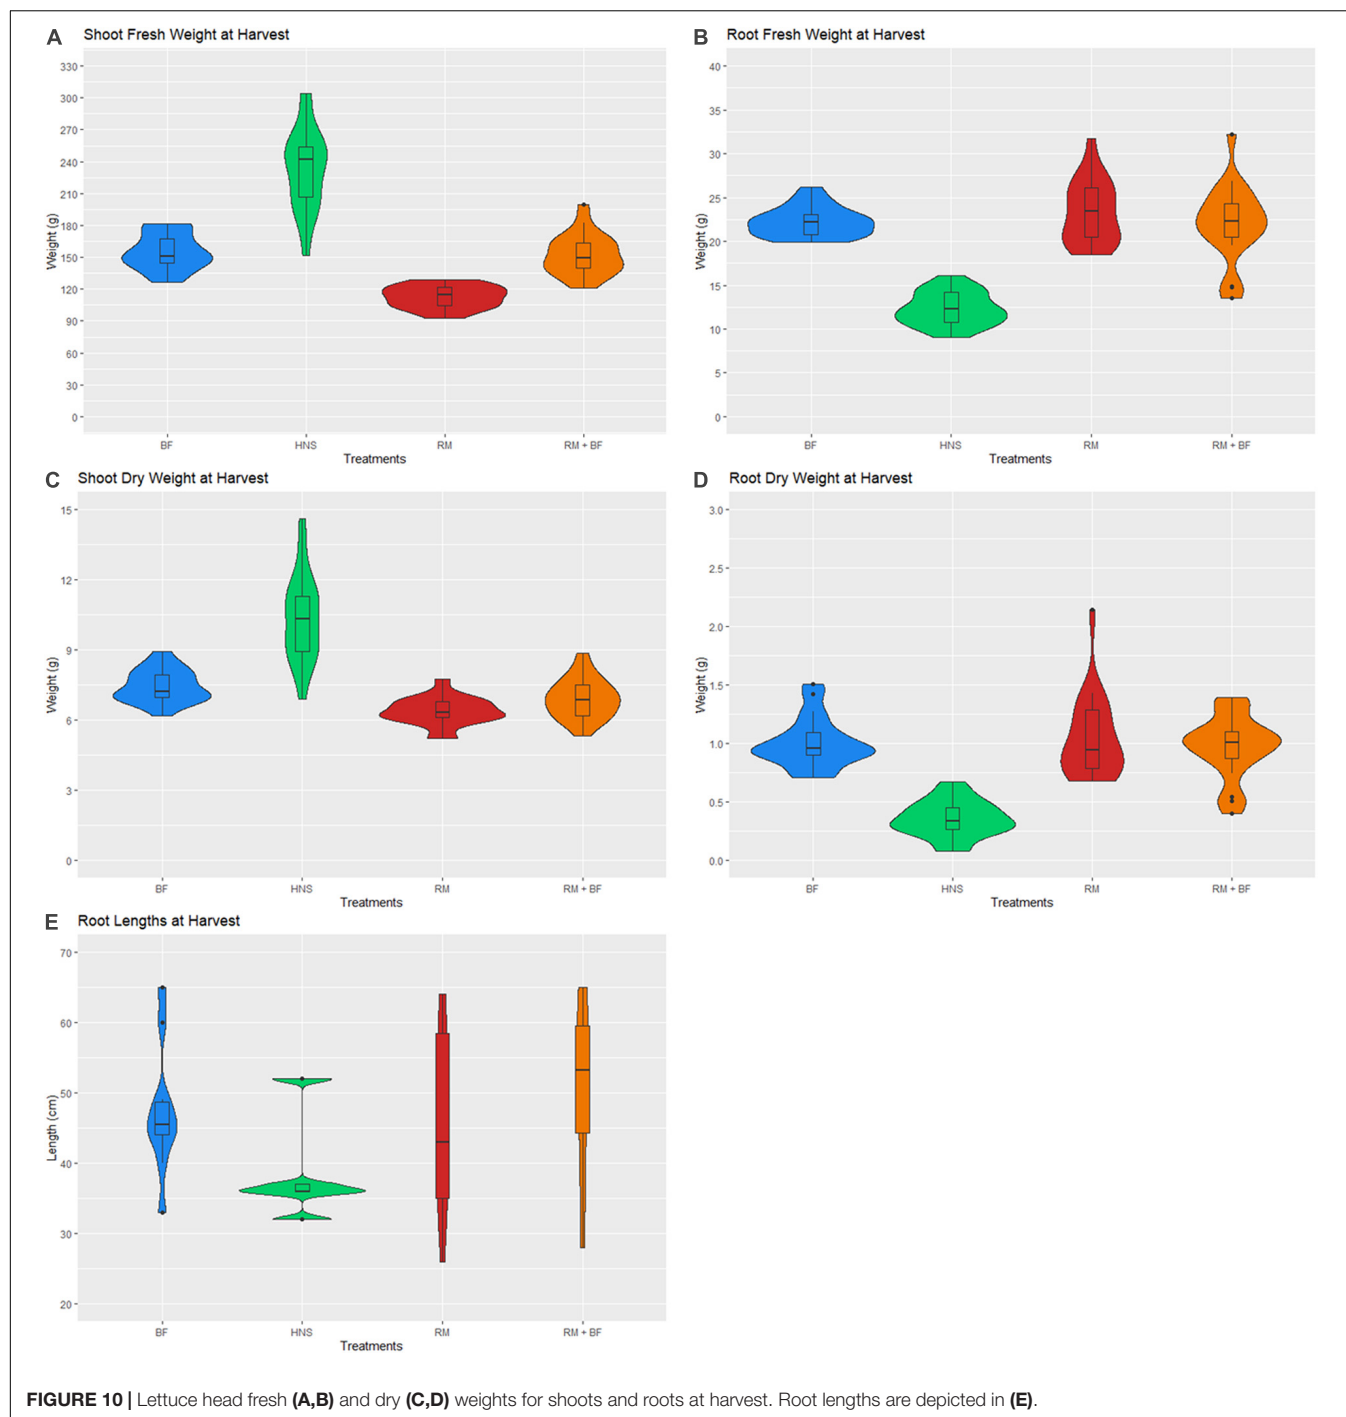 A Shoot Fresh Weight at Harvest
330
300
270
240
210
180
150
120
90
60
30
0
Weight (g)
BF HNS RM RM + BF
Treatments
B Root Fresh Weight at Harvest
40
35
30
25
20
15
10
5
0
Weight (g)
BF HNS RM RM + BF
Treatments
C Shoot Dry Weight at Harvest
15
12
9
6
3
0
Weight (g)
BF HNS RM RM + BF
Treatments
D Root Dry Weight at Harvest
3.0
2.5
2.0
1.5
1.0
0.5
0.0
Weight (g)
BF HNS RM RM + BF
Treatments
E Root Lengths at Harvest
70
60
50
40
30
20
Length (cm)
BF HNS RM RM + BF
Treatments
FIGURE 10 | Lettuce head fresh (A,B) and dry (C,D) weights for shoots and roots at harvest. Root lengths are depicted in (E).